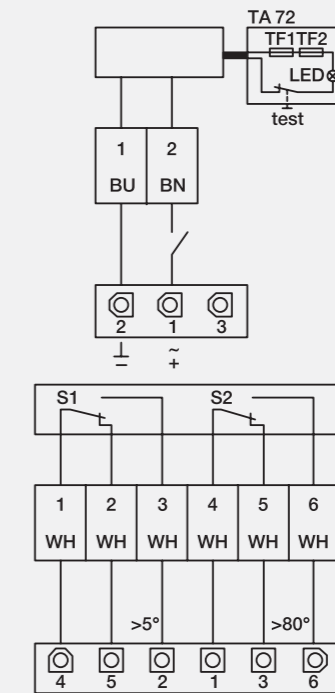 TA 72
TF1 TF2
LED
test
1 2
BU BN
2 1 3
~
+
S1 S2
1 2 3 4 5 6
WH WH WH WH WH WH
>5° >80°
4 5 2 1 3 6